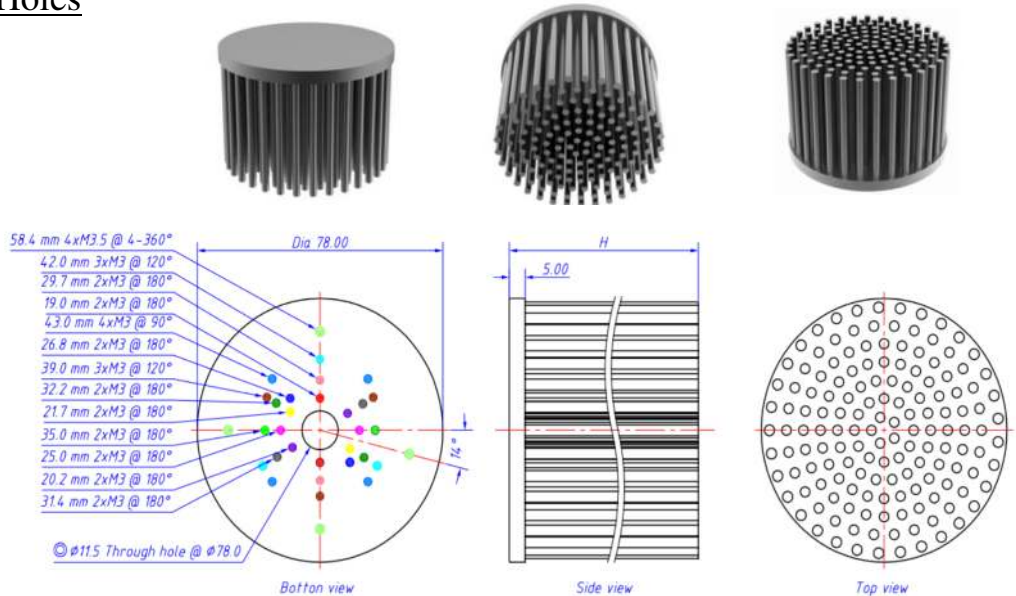 Holes
58.4 mm 4xM3.5 @ 4-360°
42.0 mm 3xM3 @ 120°
29.7 mm 2xM3 @ 180°
19.0 mm 2xM3 @ 180°
43.0 mm 4xM3 @ 90°
26.8 mm 2xM3 @ 180°
39.0 mm 3xM3 @ 120°
32.2 mm 2xM3 @ 180°
21.7 mm 2xM3 @ 180°
35.0 mm 2xM3 @ 180°
25.0 mm 2xM3 @ 180°
20.2 mm 2xM3 @ 180°
31.4 mm 2xM3 @ 180°
Ø11.5 Through hole @ Ø78.0
Dia 78.00
14°
Botton view
H
5.00
Side view
Top view